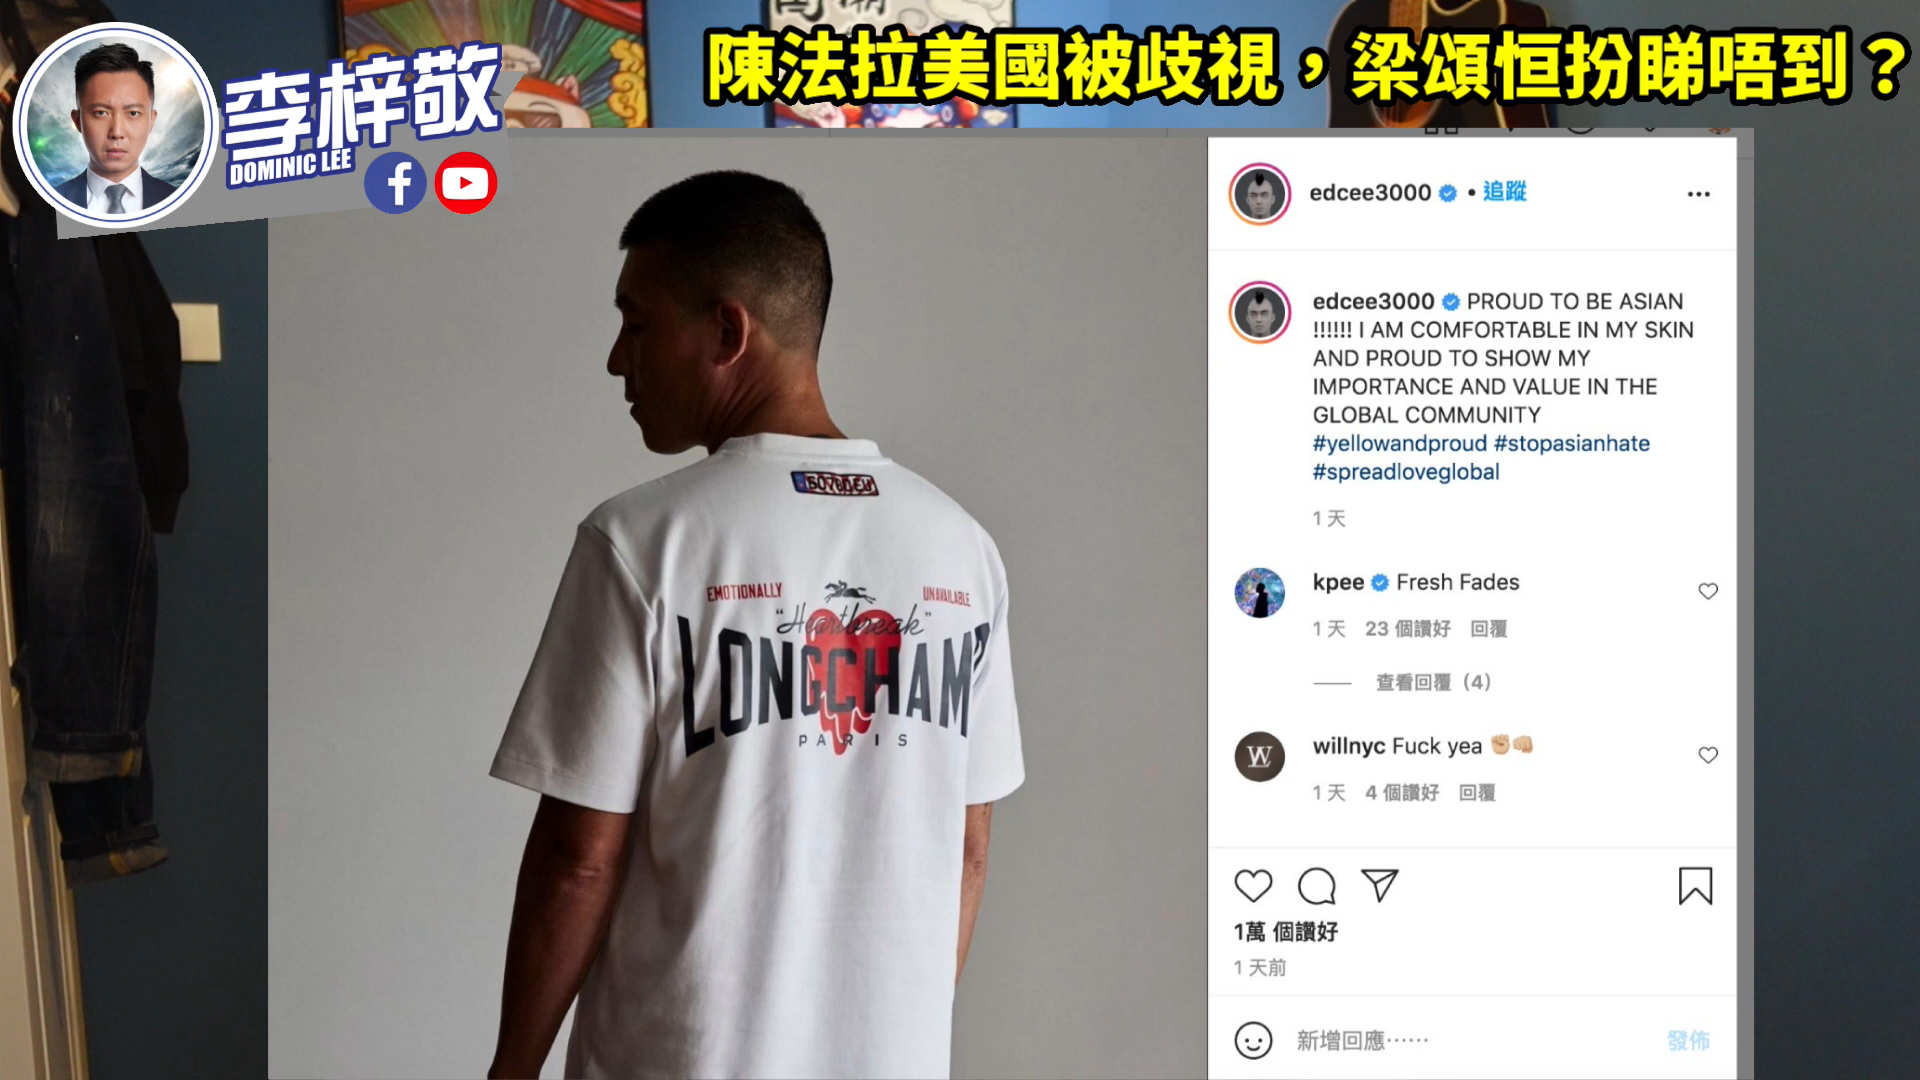 李梓敬
DOMINIC LEE
陳法拉美國被歧視，梁頌恒扮睇唔到？
EMOTIONALLY
UNAVAILABLE
"Heartbreak"
LONGCHAMP
PARIS
edcee3000 • 追蹤
edcee3000 PROUD TO BE ASIAN
!!!!!! I AM COMFORTABLE IN MY SKIN
AND PROUD TO SHOW MY
IMPORTANCE AND VALUE IN THE
GLOBAL COMMUNITY
#yellowandproud #stopasianhate
#spreadloveglobal
1 天
kpee Fresh Fades
1 天 23 個讚好 回覆
查看回覆（4）
W
willnyc Fuck yea ✊🏼👊🏼
1 天 4 個讚好 回覆
1萬 個讚好
1 天前
新增回應……
發佈